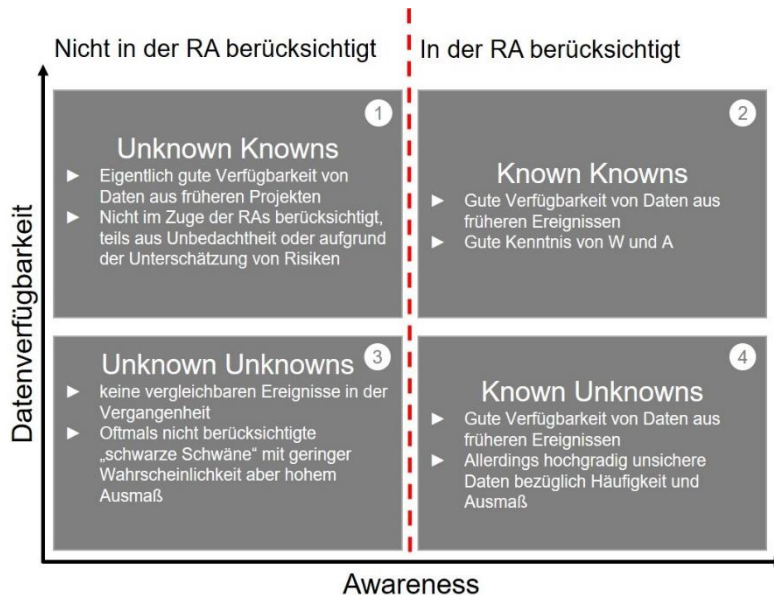 Nicht in der RA berücksichtigt
In der RA berücksichtigt
1
Unknown Knowns
► Eigentlich gute Verfügbarkeit von
Daten aus früheren Projekten
► Nicht im Zuge der RAs berücksichtigt,
teils aus Unbedachtheit oder aufgrund
der Unterschätzung von Risiken
2
Known Knowns
► Gute Verfügbarkeit von Daten aus
früheren Ereignissen
► Gute Kenntnis von W und A
Unknown Unknowns
3
► keine vergleichbaren Ereignisse in der
Vergangenheit
► Oftmals nicht berücksichtigte
„schwarze Schwäne“ mit geringer
Wahrscheinlichkeit aber hohem
Ausmaß
4
Known Unknowns
► Gute Verfügbarkeit von Daten aus
früheren Ereignissen
► Allerdings hochgradig unsichere
Daten bezüglich Häufigkeit und
Ausmaß
Datenverfügbarkeit
Awareness